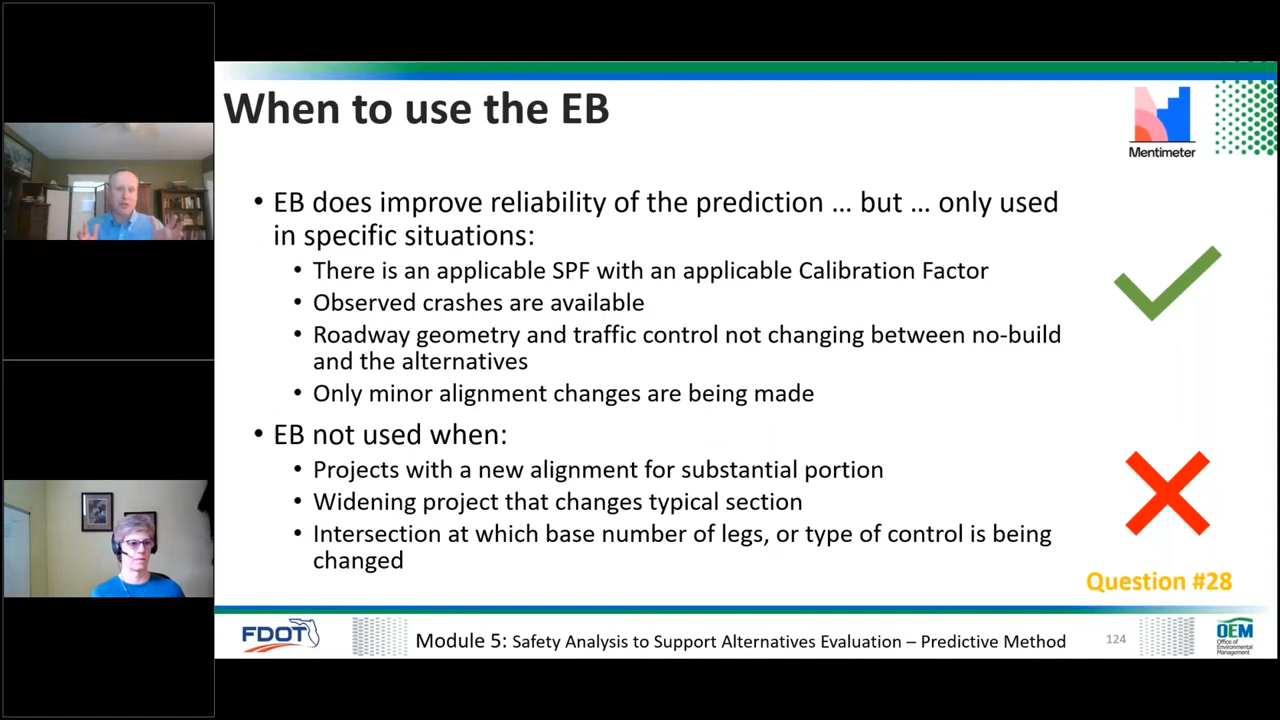 When to use the EB
Mentimeter
• EB does improve reliability of the prediction … but … only used
in specific situations:
• There is an applicable SPF with an applicable Calibration Factor
• Observed crashes are available
• Roadway geometry and traffic control not changing between no-build
and the alternatives
• Only minor alignment changes are being made
• EB not used when:
• Projects with a new alignment for substantial portion
• Widening project that changes typical section
• Intersection at which base number of legs, or type of control is being
changed
Question #28
FDOT
Module 5: Safety Analysis to Support Alternatives Evaluation – Predictive Method
124
OEM
Office of
Environmental
Management